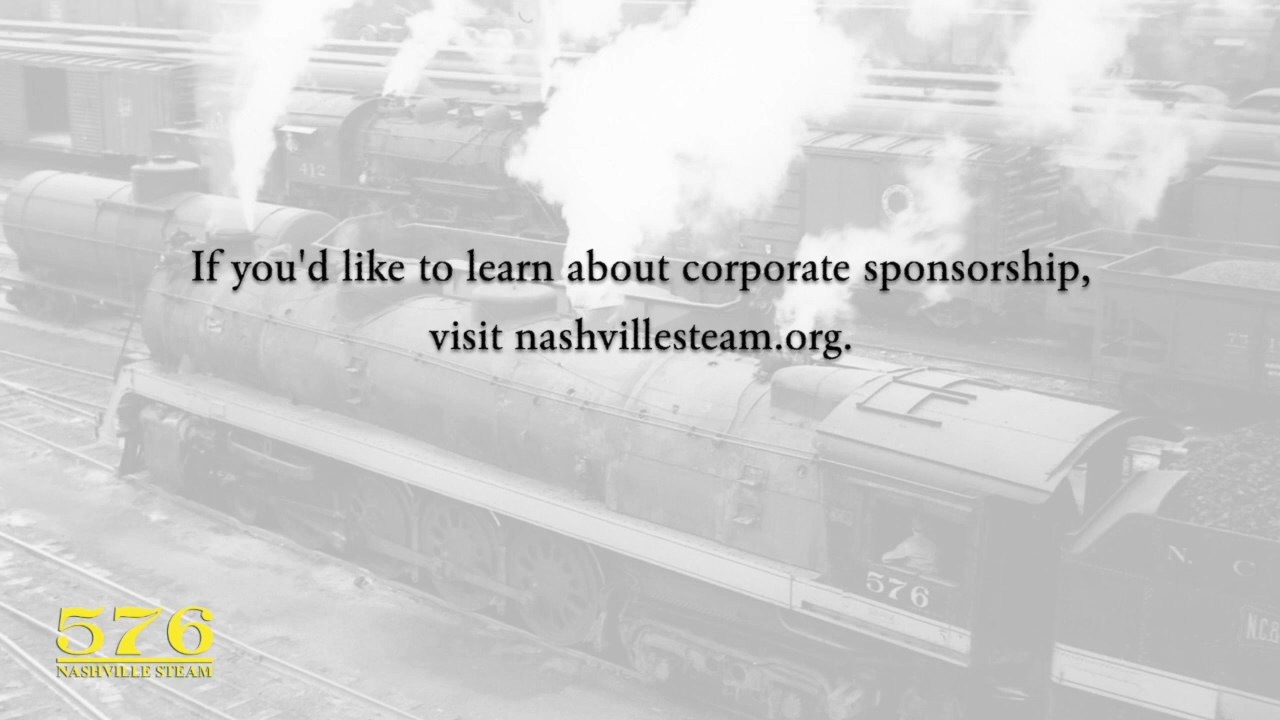 412
If you'd like to learn about corporate sponsorship,
visit nashvillesteam.org.
576
N. C
N.C.&
576
NASHVILLE STEAM